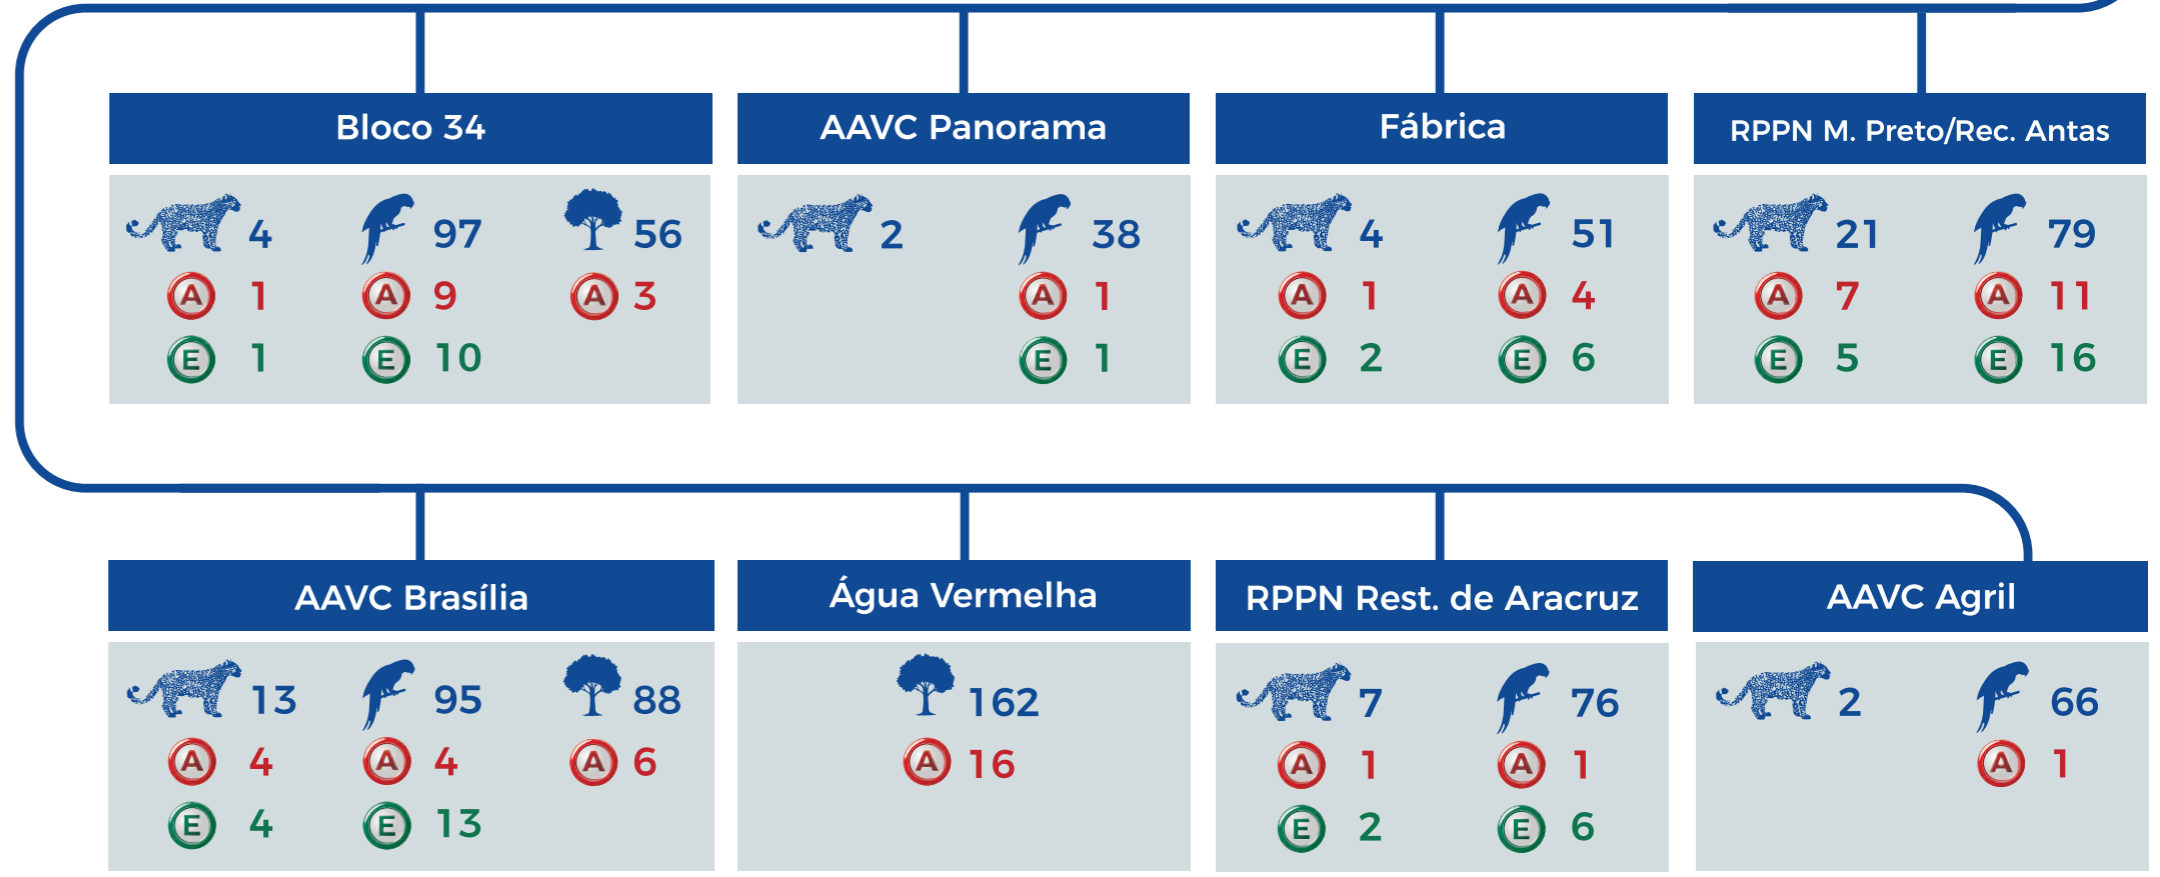 Bloco 34
4 97 56
A 1 A 9 A 3
E 1 E 10
AAVC Panorama
2 38
A 1
E 1
Fábrica
4 51
A 1 A 4
E 2 E 6
RPPN M. Preto/Rec. Antas
21 79
A 7 A 11
E 5 E 16
AAVC Brasília
13 95 88
A 4 A 4 A 6
E 4 E 13
Água Vermelha
162
A 16
RPPN Rest. de Aracruz
7 76
A 1 A 1
E 2 E 6
AAVC Agril
2 66
A 1